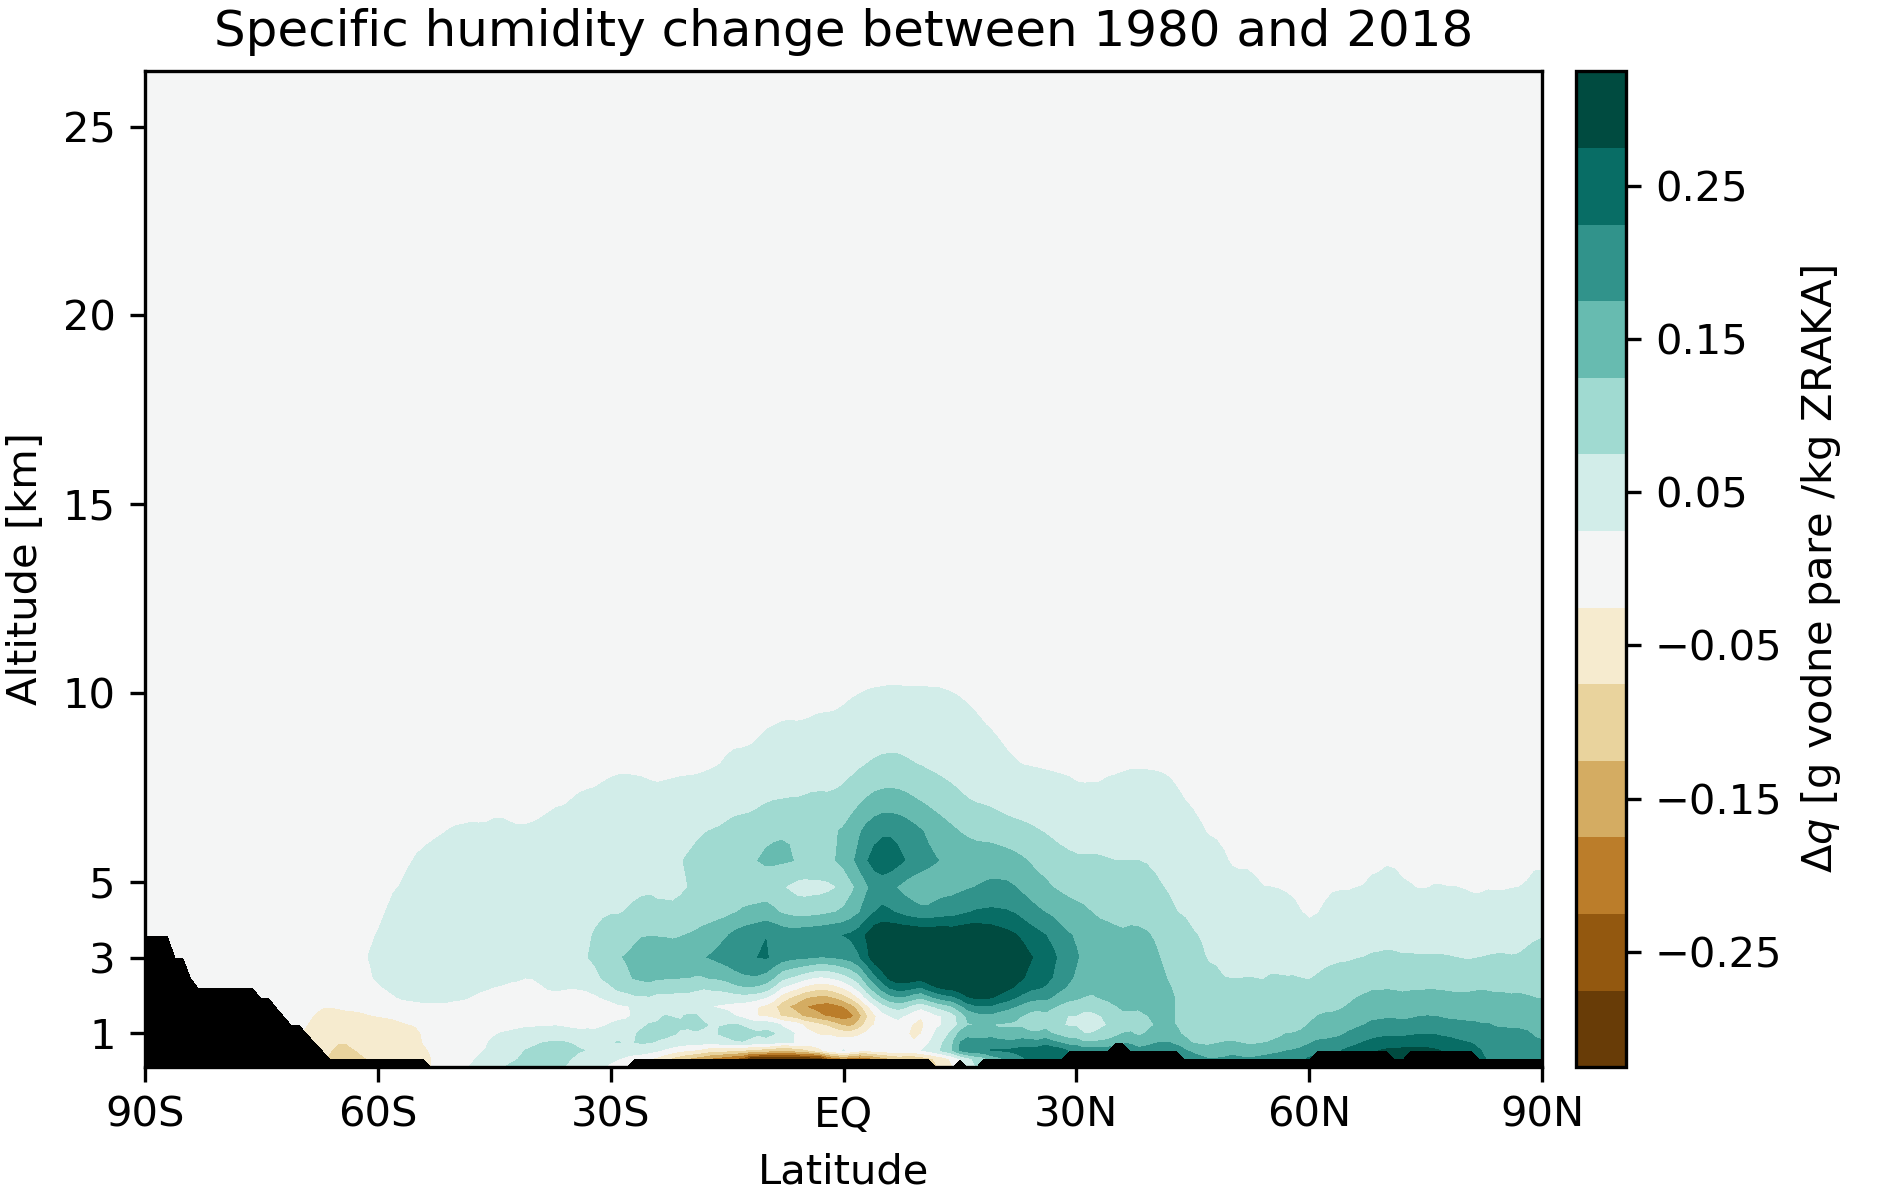 Specific humidity change between 1980 and 2018
Altitude [km]
25
20
15
10
5
3
1
90S 60S 30S EQ 30N 60N 90N
Latitude
0.25
0.15
0.05
−0.05
−0.15
−0.25
Δq [g vodne pare /kg ZRAKA]